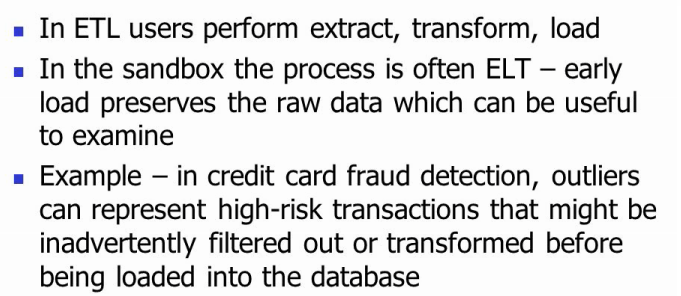 In ETL users perform extract, transform, load
In the sandbox the process is often ELT – early
load preserves the raw data which can be useful
to examine
Example – in credit card fraud detection, outliers
can represent high-risk transactions that might be
inadvertently filtered out or transformed before
being loaded into the database